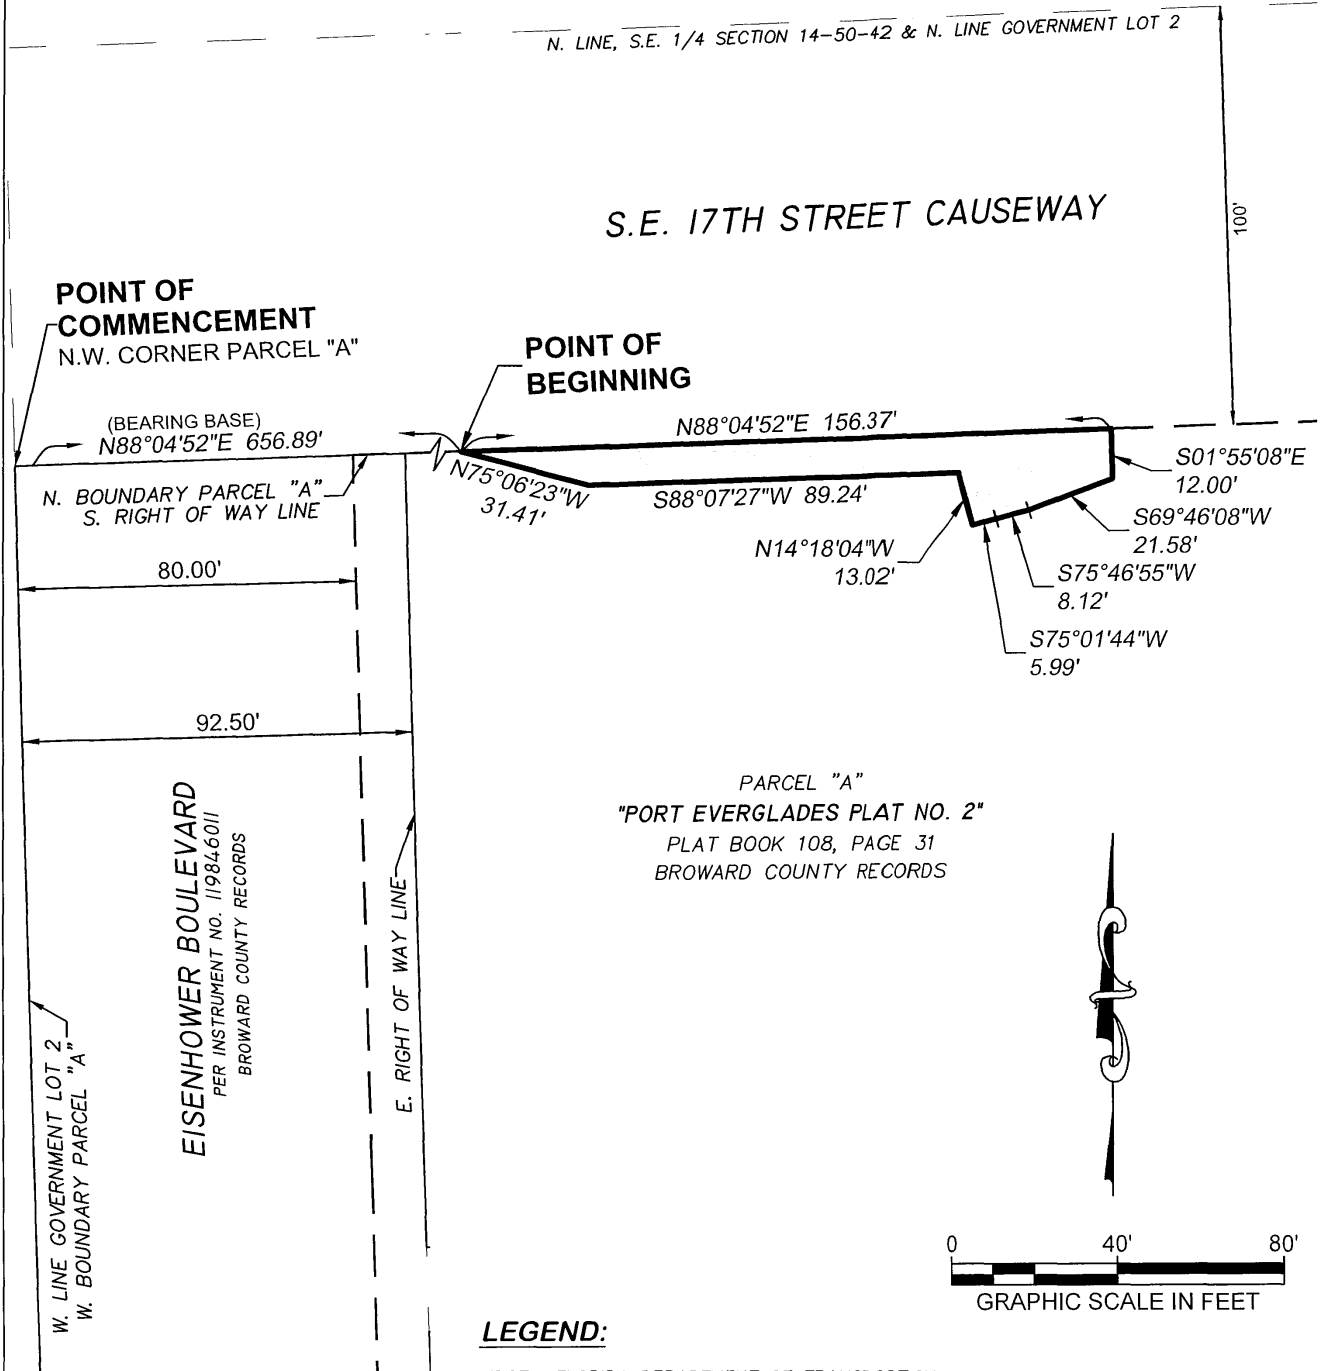 N. LINE, S.E. 1/4 SECTION 14-50-42 & N. LINE GOVERNMENT LOT 2
100'
S.E. 17TH STREET CAUSEWAY
POINT OF
COMMENCEMENT
N.W. CORNER PARCEL "A"
POINT OF
BEGINNING
(BEARING BASE)
N88°04'52"E 656.89'
N88°04'52"E 156.37'
N. BOUNDARY PARCEL "A"
S. RIGHT OF WAY LINE
N75°06'23"W
31.41'
S88°07'27"W 89.24'
S01°55'08"E
12.00'
S69°46'08"W
21.58'
N14°18'04"W
13.02'
S75°46'55"W
8.12'
S75°01'44"W
5.99'
80.00'
92.50'
PARCEL "A"
"PORT EVERGLADES PLAT NO. 2"
PLAT BOOK 108, PAGE 31
BROWARD COUNTY RECORDS
EISENHOWER BOULEVARD
PER INSTRUMENT NO. 119846011
BROWARD COUNTY RECORDS
E. RIGHT OF WAY LINE
W. LINE GOVERNMENT LOT 2
W. BOUNDARY PARCEL "A"
0 40' 80'
GRAPHIC SCALE IN FEET
LEGEND: